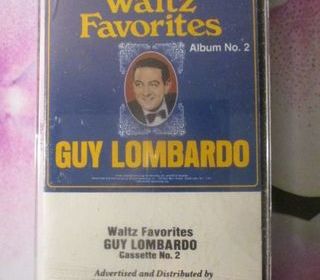 Waltz
Favorites
Album No. 2
GUY LOMBARDO
Waltz Favorites
GUY LOMBARDO
Cassette No. 2
Advertised and Distributed by